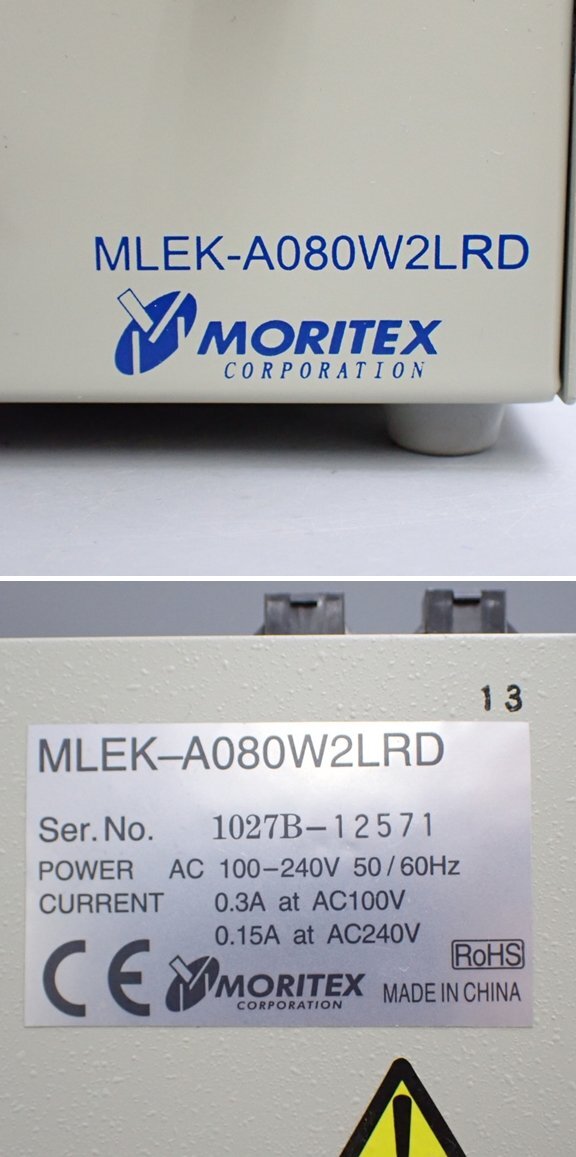 MLEK-A080W2LRD
MORITEX
CORPORATION
13
MLEK-A080W2LRD
Ser.No. 1027B-12571
POWER AC 100-240V 50/60Hz
CURRENT 0.3A at AC100V
0.15A at AC240V
RoHS
CE MORITEX
CORPORATION
MADE IN CHINA